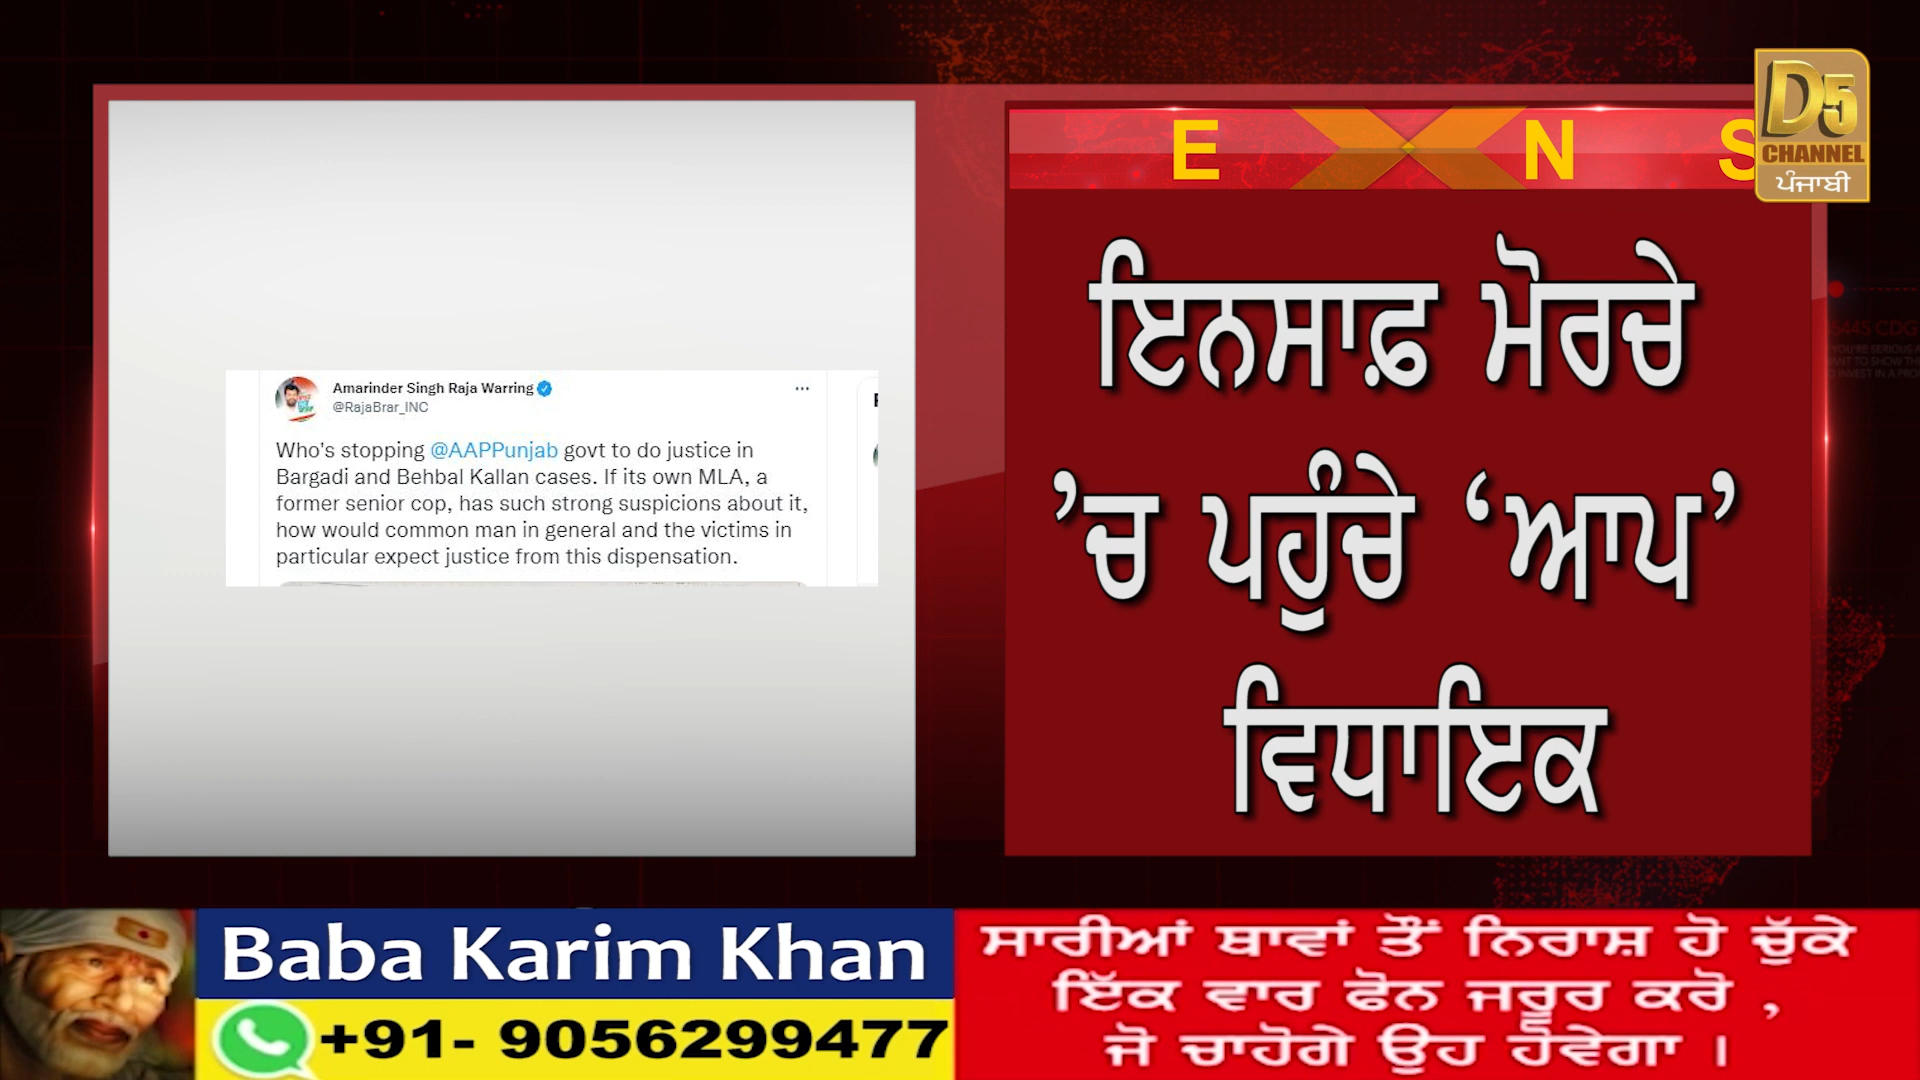 Amarinder Singh Raja Warring
@RajaBrar_INC
Who's stopping @AAPPunjab govt to do justice in
Bargadi and Behbal Kallan cases. If its own MLA, a
former senior cop, has such strong suspicions about it,
how would common man in general and the victims in
particular expect justice from this dispensation.
E N S
D5
CHANNEL
ਪੰਜਾਬੀ
ਇਨਸਾਫ਼ ਮੋਰਚੇ
’ਚ ਪਹੁੰਚੇ ‘ਆਪ’
ਵਿਧਾਇਕ
Baba Karim Khan
+91- 9056299477
ਸਾਰੀਆਂ ਥਾਵਾਂ ਤੌਂ ਨਿਰਾਸ਼ ਹੋ ਚੁੱਕੇ
ਇੱਕ ਵਾਰ ਫੋਨ ਜਰੂਰ ਕਰੋ ,
ਜੋ ਚਾਹੋਗੇ ਉਹ ਹੋਵੇਗਾ ।